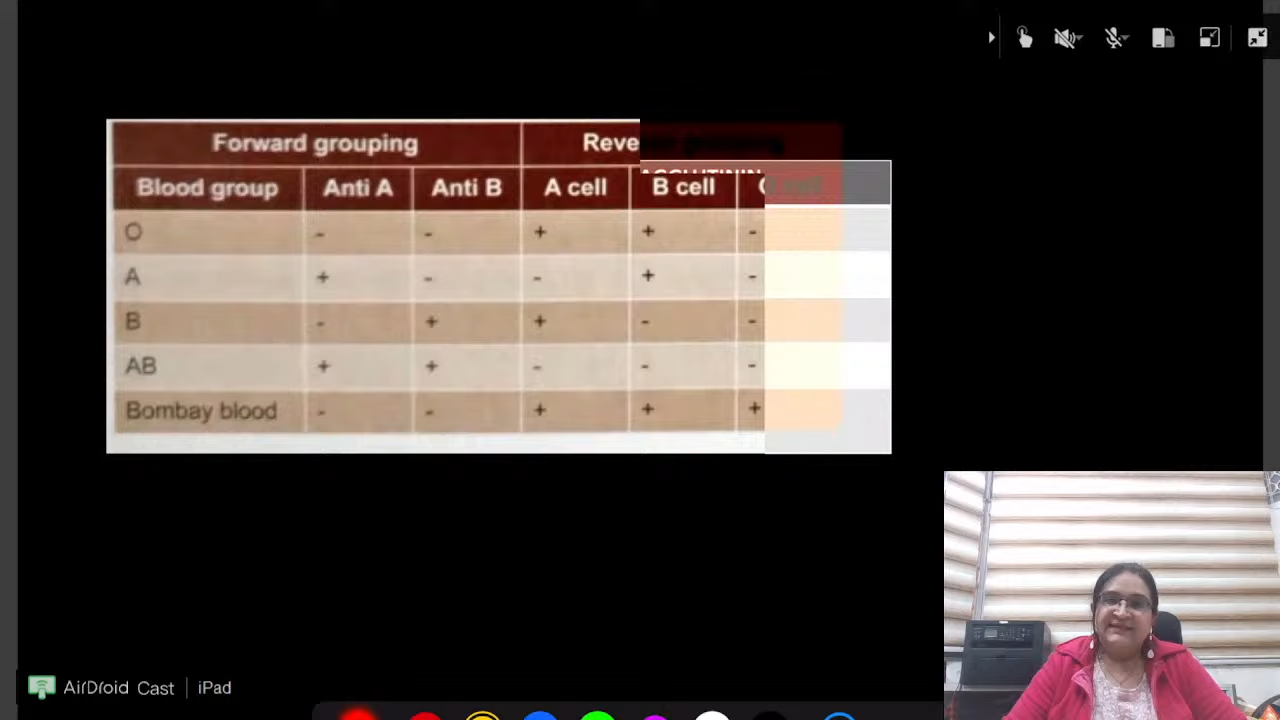 Forward grouping Reve
Blood group Anti A Anti B A cell B cell
O - - + + -
A + - - + -
B - + + - -
AB + + - - -
Bombay blood - - + + +
AirDroid Cast | iPad